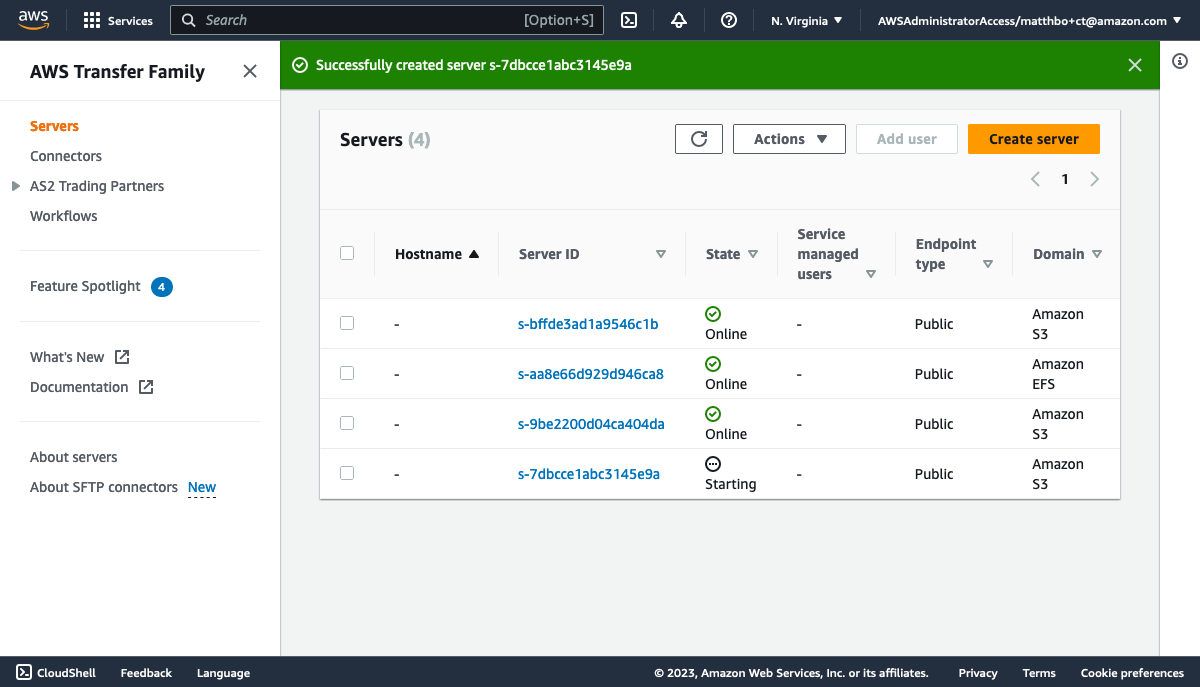 aws
Services
Search
[Option+S]
N. Virginia
AWSAdministratorAccess/matthbo+ct@amazon.com
AWS Transfer Family
Servers
Connectors
AS2 Trading Partners
Workflows
Feature Spotlight 4
What's New
Documentation
About servers
About SFTP connectors New
Successfully created server s-7dbcce1abc3145e9a
Servers (4)
Actions
Add user
Create server
1
Hostname
Server ID
State
Service
managed
users
Endpoint
type
Domain
-
s-bffde3ad1a9546c1b
Online
-
Public
Amazon
S3
-
s-aa8e66d929d946ca8
Online
-
Public
Amazon
EFS
-
s-9be2200d04ca404da
Online
-
Public
Amazon
S3
-
s-7dbcce1abc3145e9a
Starting
-
Public
Amazon
S3
CloudShell
Feedback
Language
© 2023, Amazon Web Services, Inc. or its affiliates.
Privacy
Terms
Cookie preferences